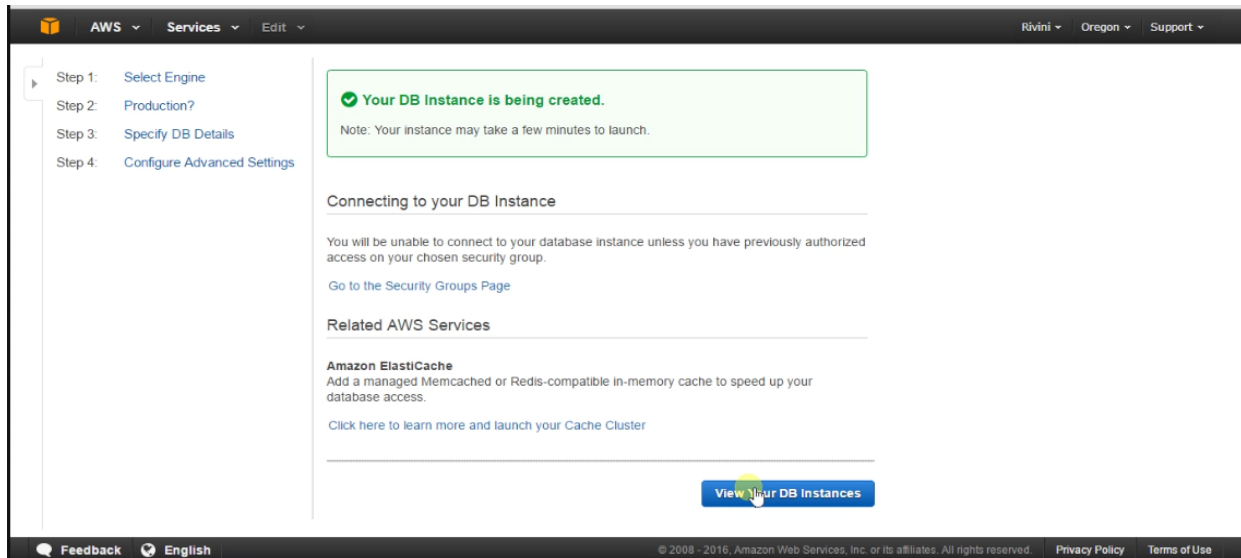 AWS Services Edit Rivini Oregon Support
Step 1: Select Engine
Step 2: Production?
Step 3: Specify DB Details
Step 4: Configure Advanced Settings
Your DB Instance is being created.
Note: Your instance may take a few minutes to launch.
Connecting to your DB Instance
You will be unable to connect to your database instance unless you have previously authorized
access on your chosen security group.
Go to the Security Groups Page
Related AWS Services
Amazon ElastiCache
Add a managed Memcached or Redis-compatible in-memory cache to speed up your
database access.
Click here to learn more and launch your Cache Cluster
View Your DB Instances
Feedback English © 2008 - 2016, Amazon Web Services, Inc. or its affiliates. All rights reserved. Privacy Policy Terms of Use